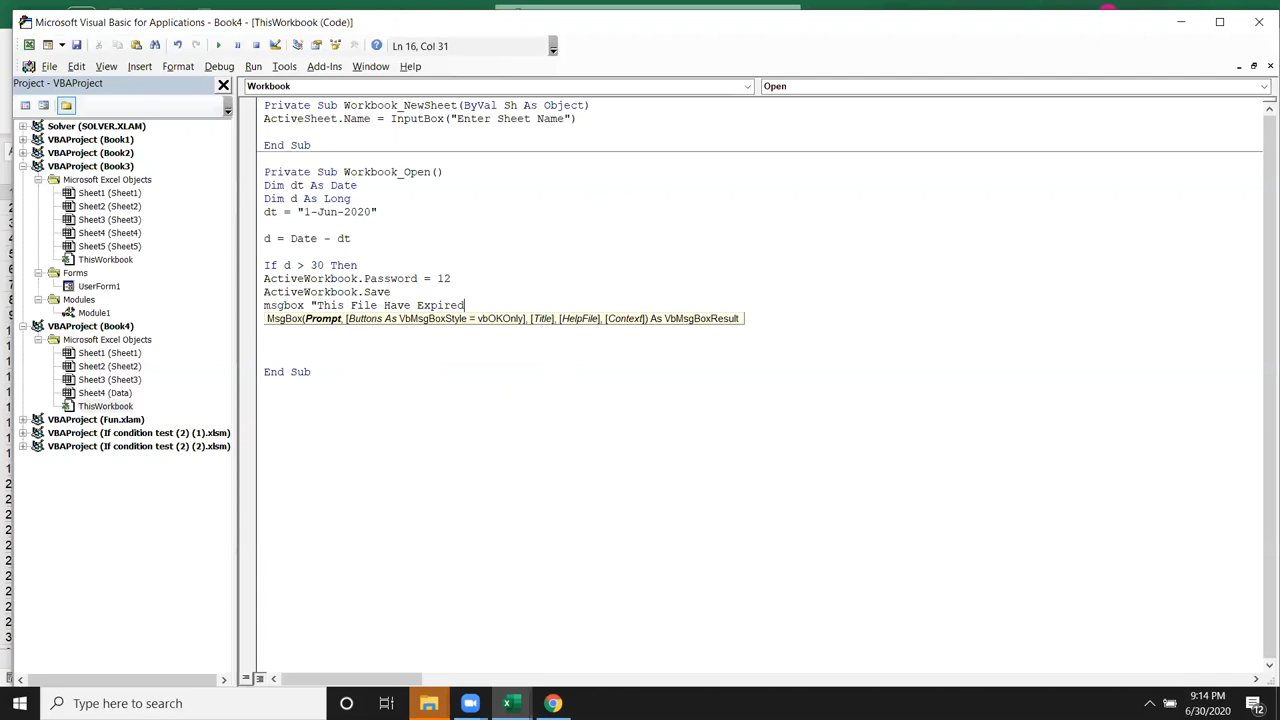 Microsoft Visual Basic for Applications - Book4 - [ThisWorkbook (Code)]
Ln 16, Col 31
File Edit View Insert Format Debug Run Tools Add-Ins Window Help
Project - VBAProject
Workbook
Open
Solver (SOLVER.XLAM)
VBAProject (Book1)
VBAProject (Book2)
VBAProject (Book3)
Microsoft Excel Objects
Sheet1 (Sheet1)
Sheet2 (Sheet2)
Sheet3 (Sheet3)
Sheet4 (Sheet4)
Sheet5 (Sheet5)
ThisWorkbook
Forms
UserForm1
Modules
Module1
VBAProject (Book4)
Microsoft Excel Objects
Sheet1 (Sheet1)
Sheet2 (Sheet2)
Sheet3 (Sheet3)
Sheet4 (Data)
ThisWorkbook
VBAProject (Fun.xlam)
VBAProject (If condition test (2) (1).xlsm)
VBAProject (If condition test (2) (2).xlsm)
Private Sub Workbook_NewSheet(ByVal Sh As Object)
ActiveSheet.Name = InputBox("Enter Sheet Name")
End Sub
Private Sub Workbook_Open()
Dim dt As Date
Dim d As Long
dt = "1-Jun-2020"
d = Date - dt
If d > 30 Then
ActiveWorkbook.Password = 12
ActiveWorkbook.Save
msgbox "This File Have Expired
MsgBox(Prompt, [Buttons As VbMsgBoxStyle = vbOKOnly], [Title], [HelpFile], [Context]) As VbMsgBoxResult
End Sub
Type here to search
9:14 PM
6/30/2020
12